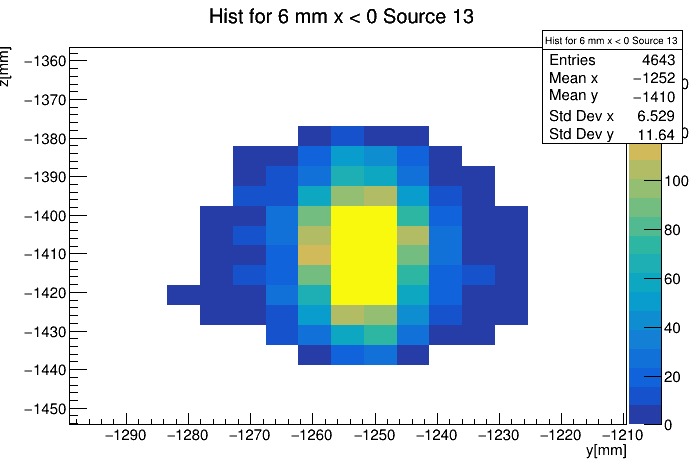 Hist for 6 mm x < 0 Source 13
Hist for 6 mm x < 0 Source 13
Entries 4643
Mean x −1252
Mean y −1410
Std Dev x 6.529
Std Dev y 11.64
z[mm]
−1360
−1370
−1380
−1390
−1400
−1410
−1420
−1430
−1440
−1450
100
80
60
40
20
0
−1290 −1280 −1270 −1260 −1250 −1240 −1230 −1220 −1210
y[mm]